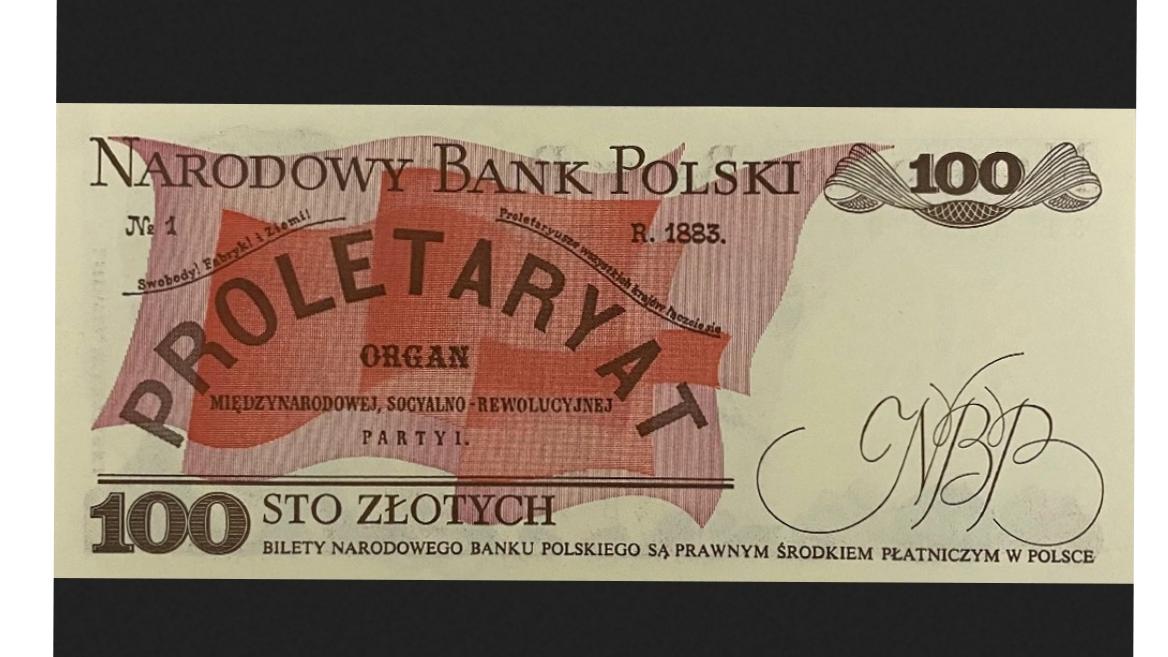 NARODOWY BANK POLSKI
100
№ 1
R. 1883.
Swobody! Fabryk! i Ziemi!
Proletaryusze wszystkich krajów łączcie się
PROLETARYAT
ORGAN
MIĘDZYNARODOWEJ, SOCYALNO-REWOLUCYJNEJ
PARTYI.
NBP
100 STO ZŁOTYCH
BILETY NARODOWEGO BANKU POLSKIEGO SĄ PRAWNYM ŚRODKIEM PŁATNICZYM W POLSCE